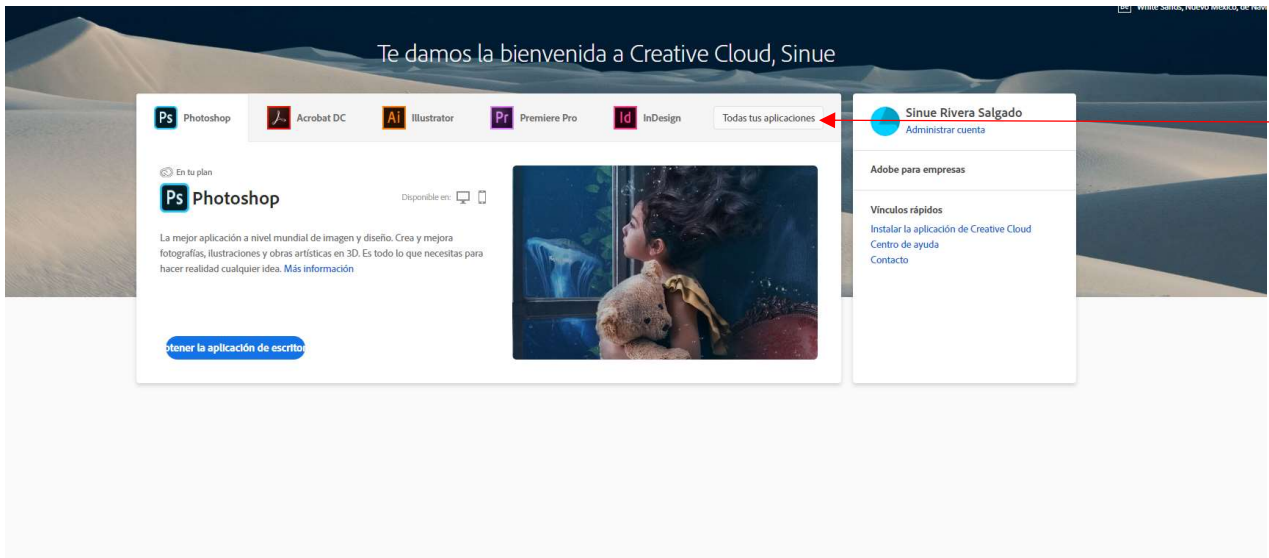 Be White Sands, Nuevo México, de
Te damos la bienvenida a Creative Cloud, Sinue
Ps Photoshop Acrobat DC Ai Illustrator Pr Premiere Pro Id InDesign Todas tus aplicaciones
Sinue Rivera Salgado
Administrar cuenta
En tu plan
Ps Photoshop
Disponible en:
La mejor aplicación a nivel mundial de imagen y diseño. Crea y mejora
fotografías, ilustraciones y obras artísticas en 3D. Es todo lo que necesitas para
hacer realidad cualquier idea. Más información
otener la aplicación de escritor
Adobe para empresas
Vínculos rápidos
Instalar la aplicación de Creative Cloud
Centro de ayuda
Contacto